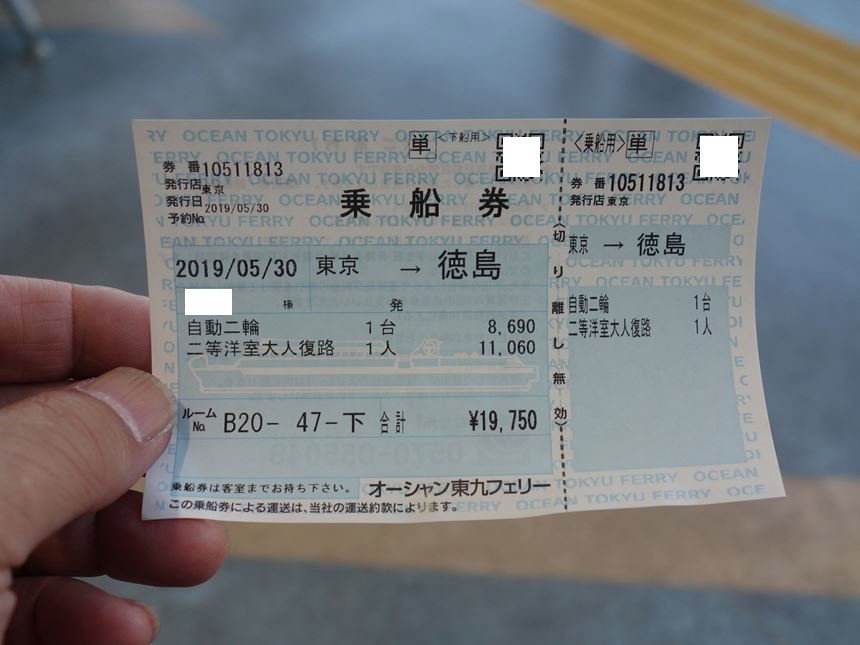 OCEAN TOKYU FERRY
単 <下船用>
券 番 10511813
発行店 東京
発行日 2019/05/30
予約No.
乗船券
2019/05/30 東京 → 徳島
様 発
自動二輪 1台 8,690
二等洋室大人復路 1人 11,060
ルームNo. B20- 47-下 合計 ¥19,750
乗船券は客室までお持ち下さい。 オーシャン東九フェリー
この乗船券による運送は、当社の運送約款によります。
〈切り離し無効〉
<乗船用> 単
券 番 10511813
発行店 東京
東京 → 徳島
自動二輪 1台
二等洋室大人復路 1人